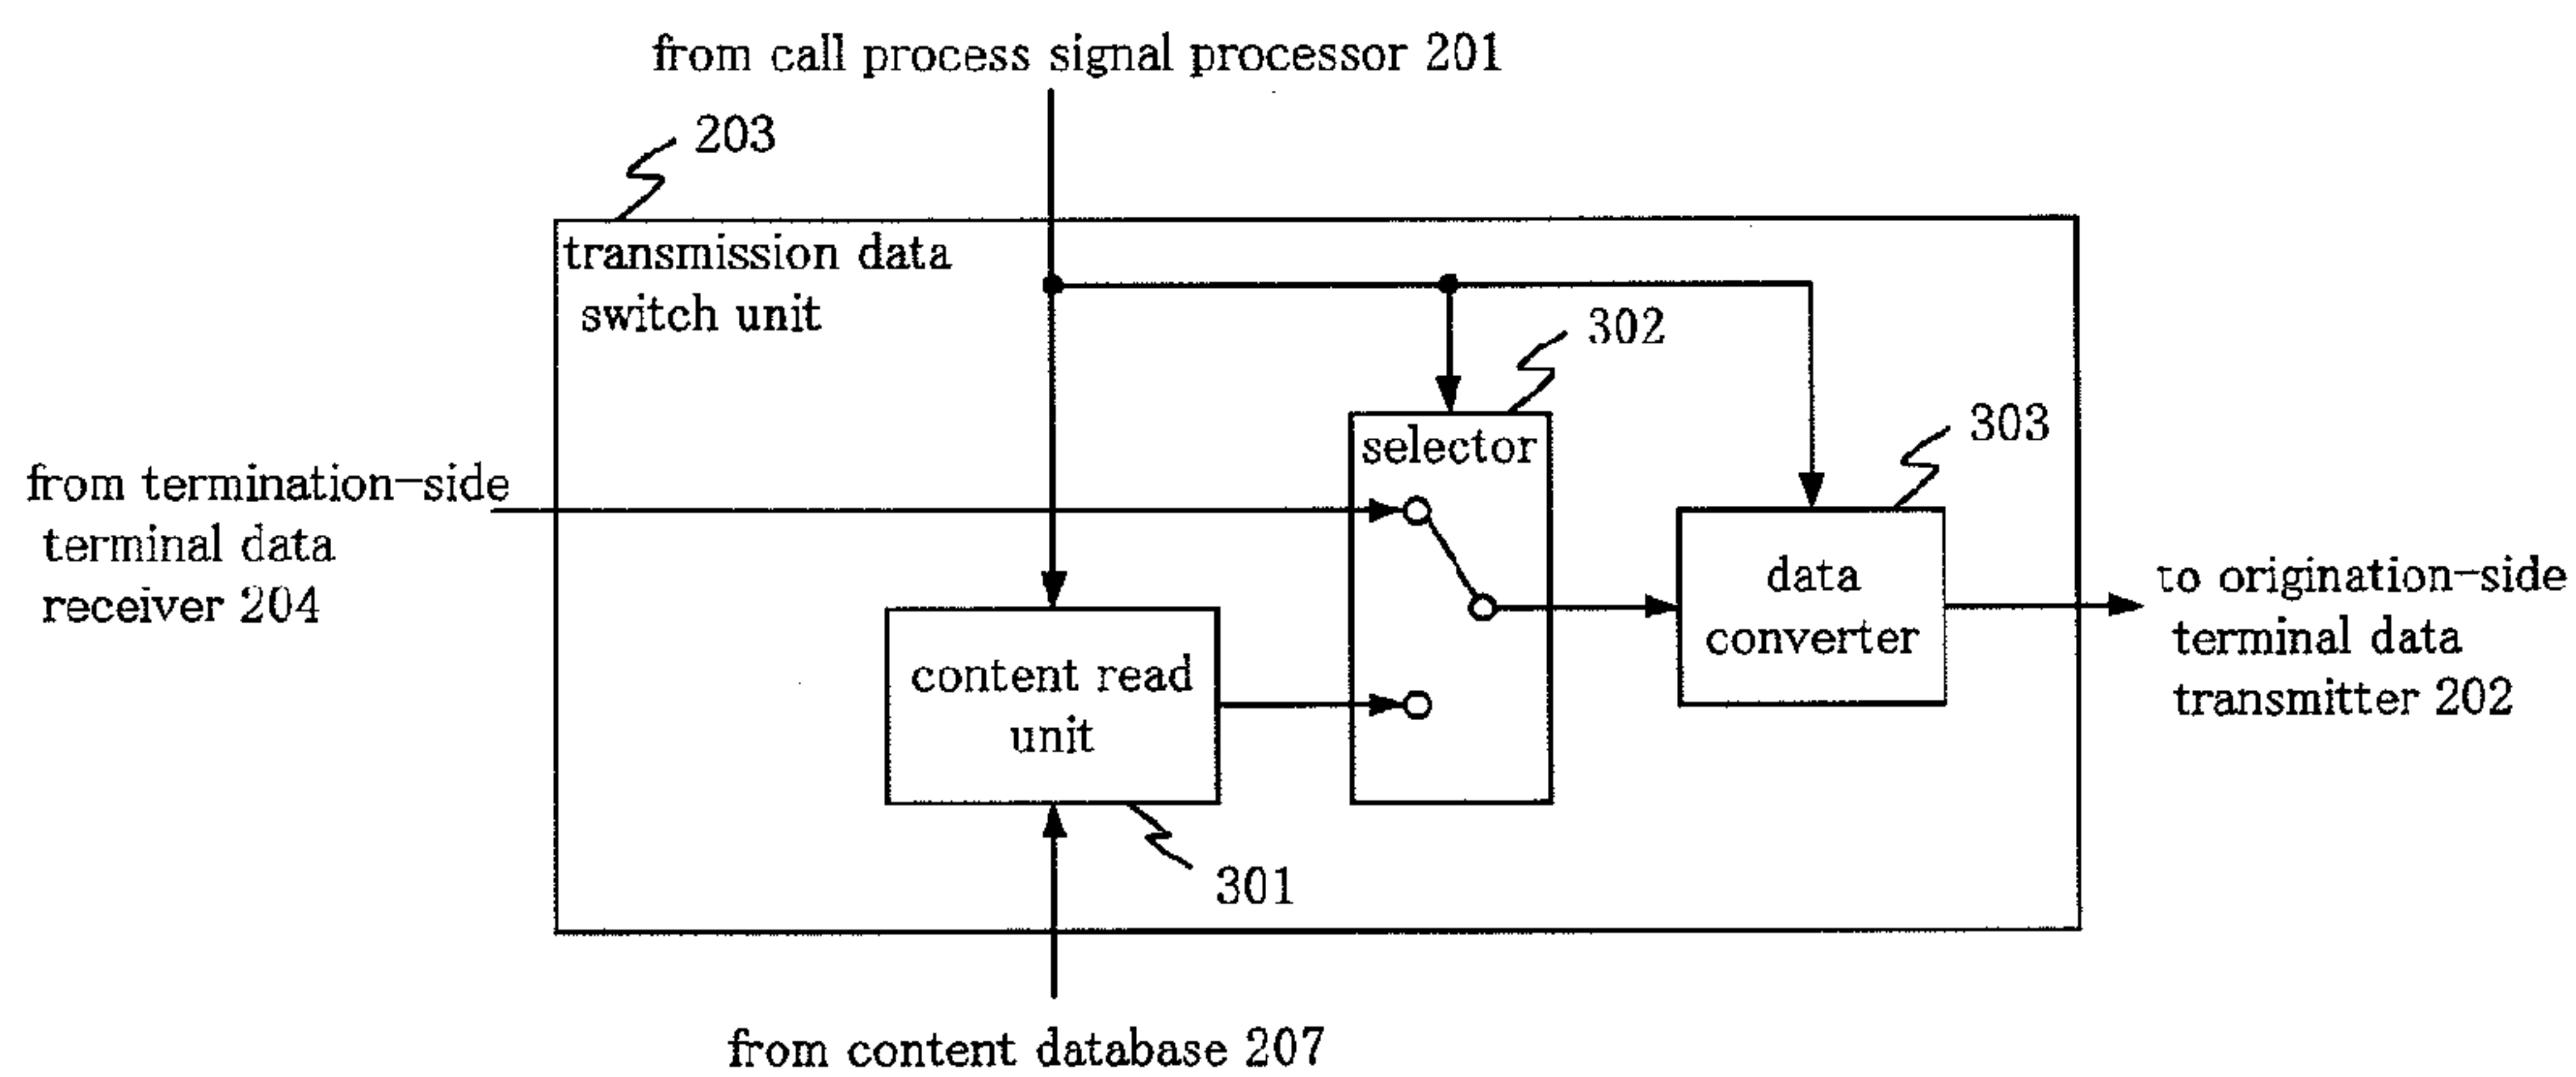 from call process signal processor 201
203
transmission data
switch unit
302
selector
303
from termination-side
terminal data
receiver 204
data
converter
to origination-side
terminal data
transmitter 202
content read
unit
301
from content database 207